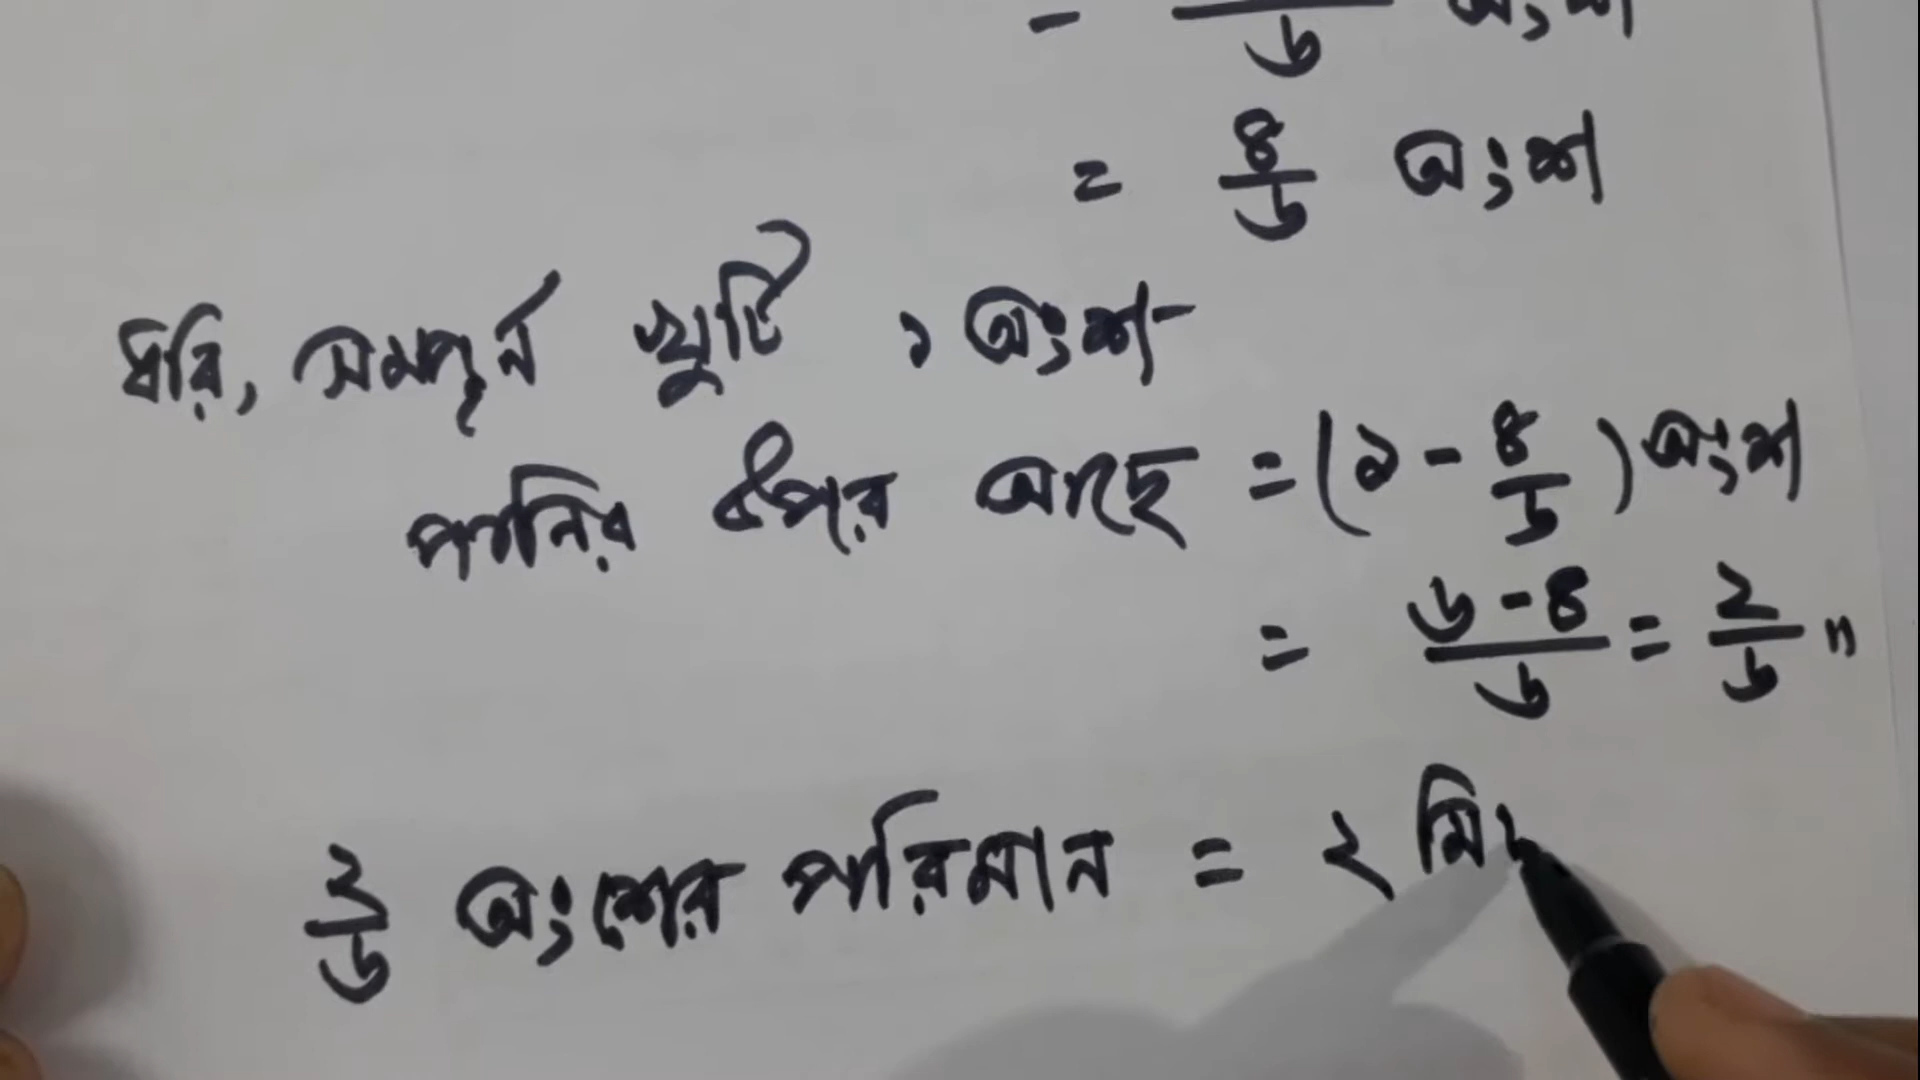 - ৬ অংশ
= ৪/৬ অংশ
ধরি, সমপূর্ন খুটি ১ অংশ
পানির উপরে আছে = (১ - ৪/৬) অংশ
= ৬-৪/৬ = ২/৬ "
২/৬ অংশের পরিমান = ২ মি